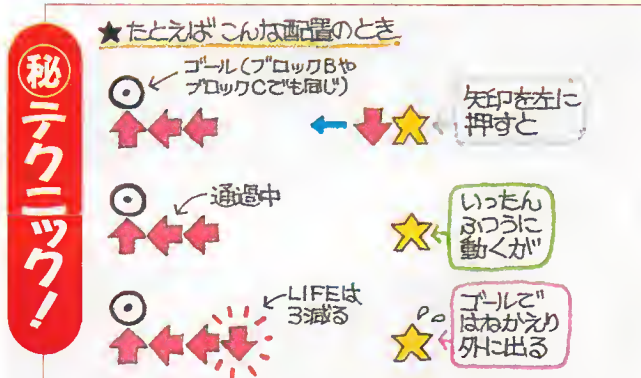 ㊙テクニック!
★たとえばこんな配置のとき
ゴール(ブロックBや
ブロックCでも同じ)
矢印を左に
押すと
通過中
いったん
ふつうに
動くが
LIFEは
3減る
ゴールで
はねかえり
外に出る